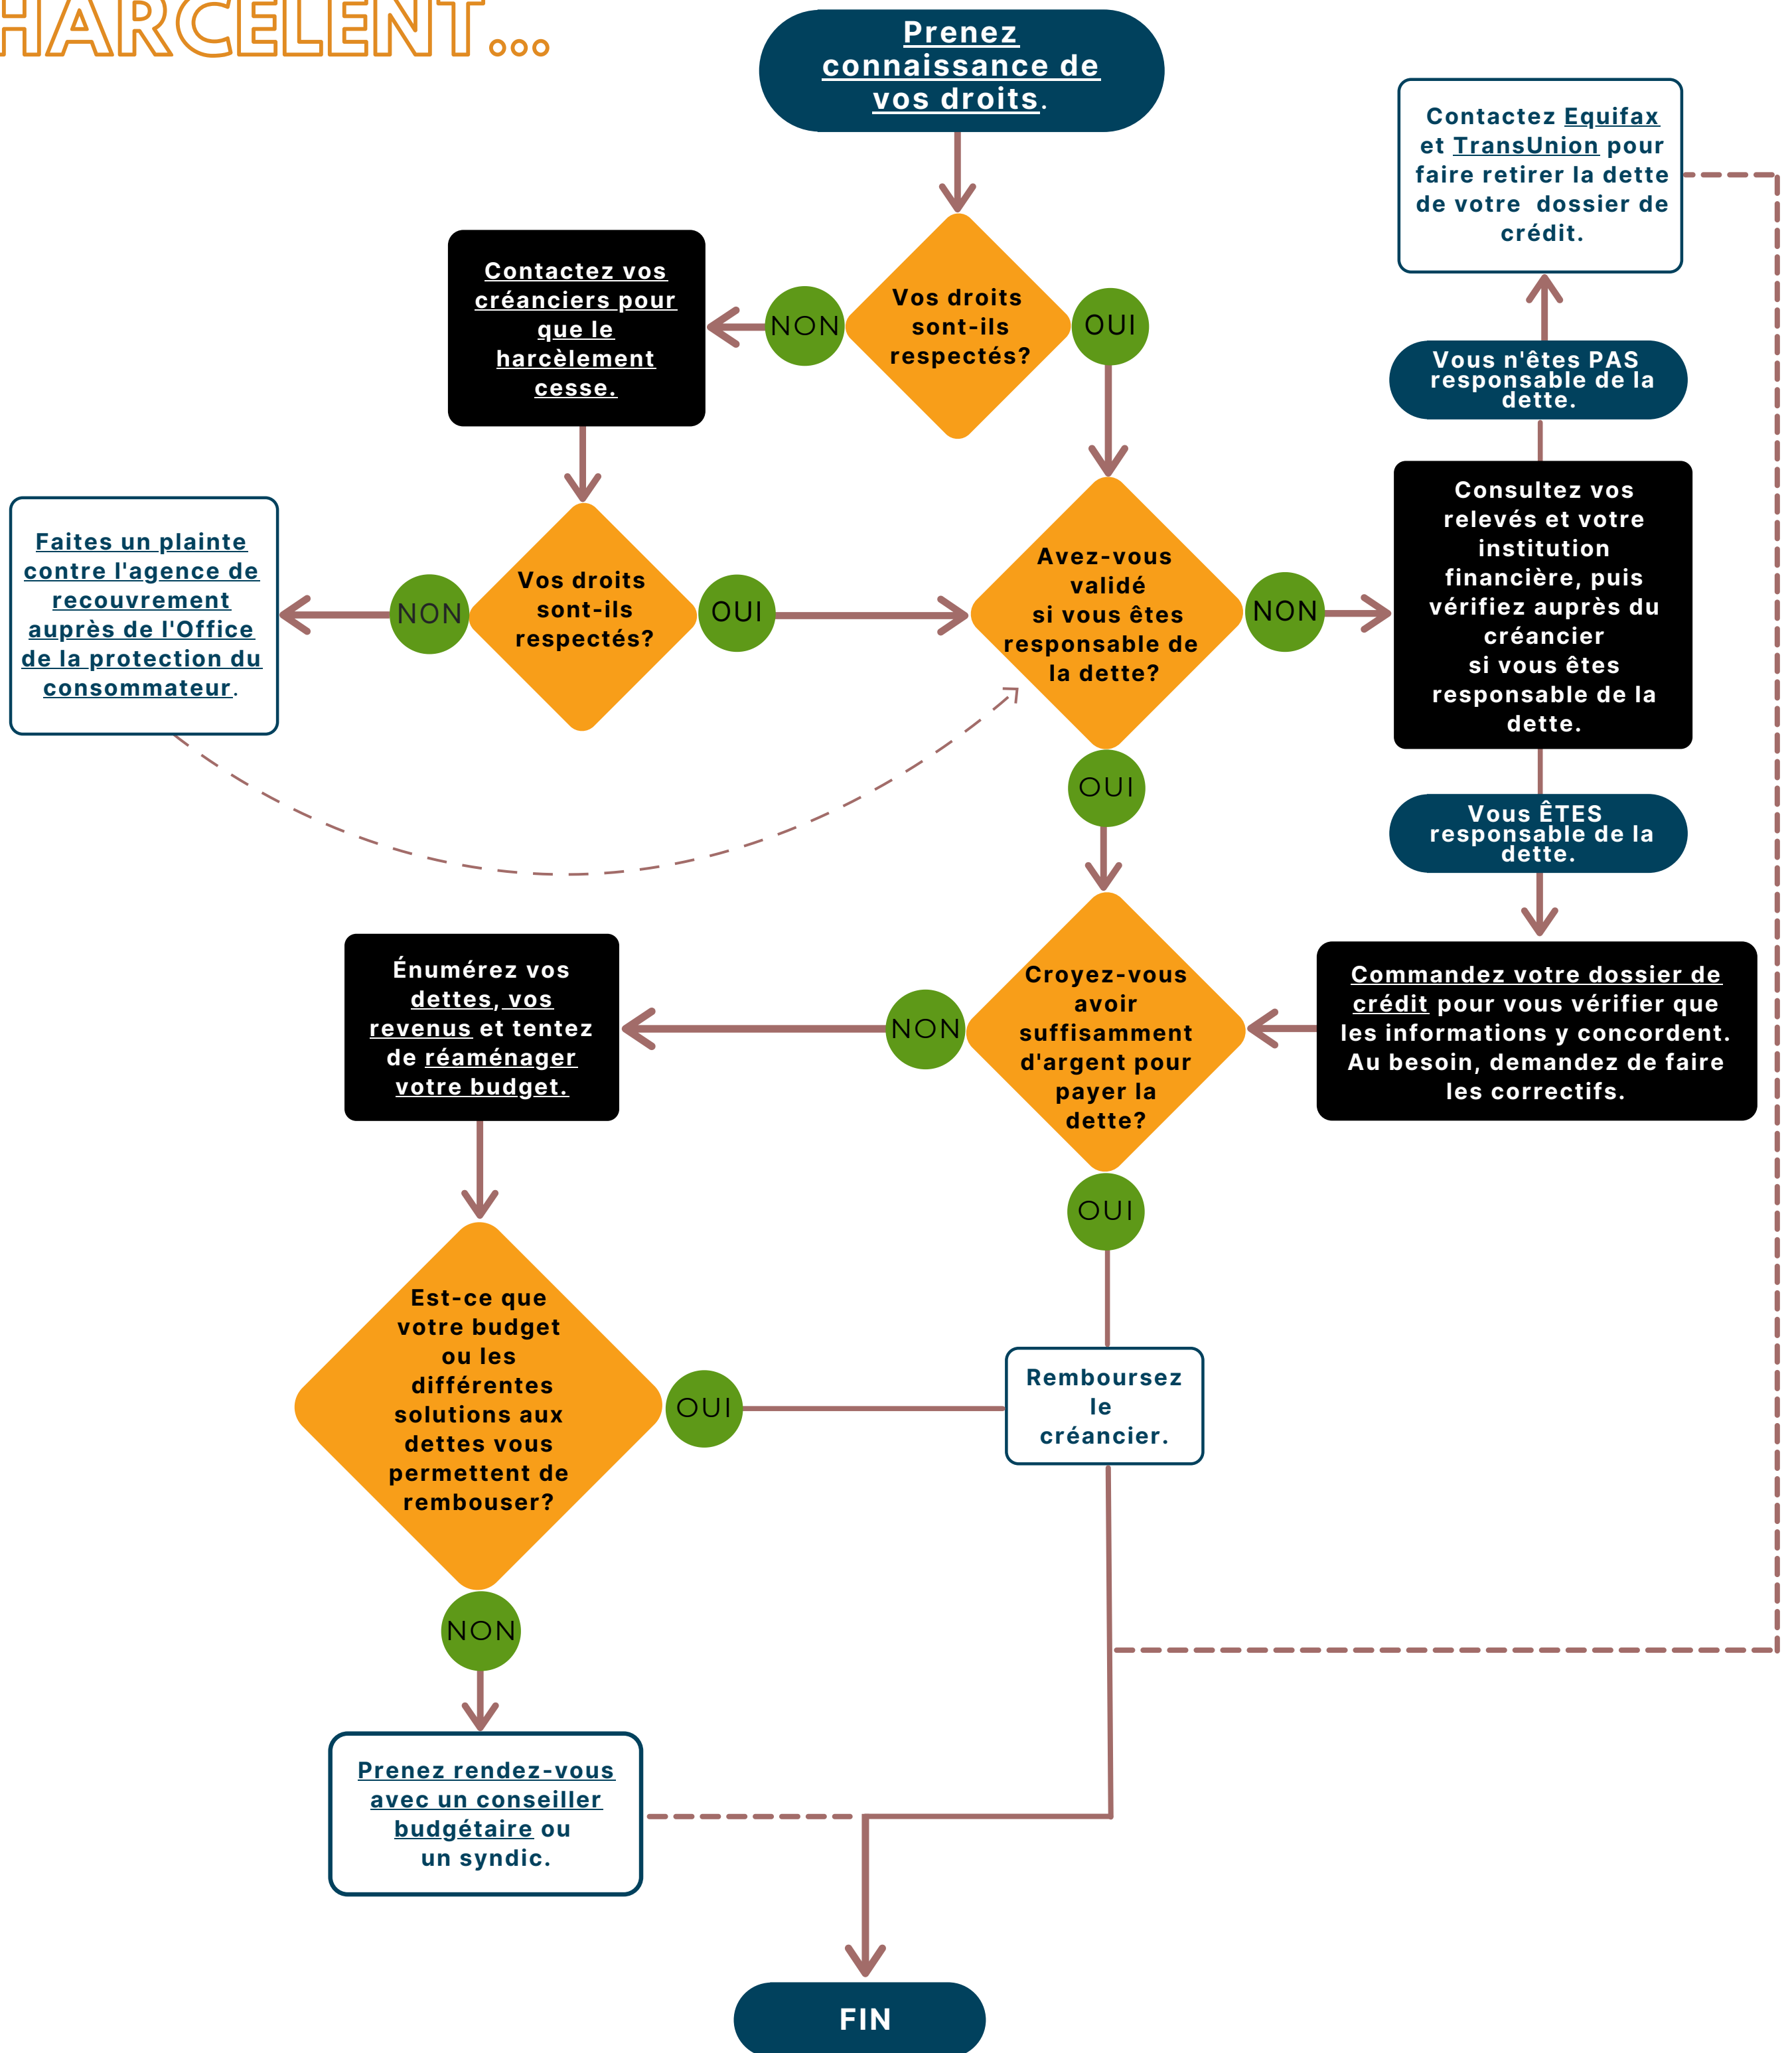 HARCÈLENT...
Prenez
connaissance de
vos droits.
Contactez Equifax
et TransUnion pour
faire retirer la dette
de votre dossier de
crédit.
Contactez vos
créanciers pour
que le
harcèlement
cesse.
NON
Vos droits
sont-ils
respectés?
OUI
Vous n'êtes PAS
responsable de la
dette.
Consultez vos
relevés et votre
institution
financière, puis
vérifiez auprès du
créancier
si vous êtes
responsable de la
dette.
Faites un plainte
contre l'agence de
recouvrement
auprès de l'Office
de la protection du
consommateur.
NON
Vos droits
sont-ils
respectés?
OUI
Avez-vous
validé
si vous êtes
responsable de
la dette?
NON
OUI
Vous ÊTES
responsable de la
dette.
Énumérez vos
dettes, vos
revenus et tentez
de réaménager
votre budget.
NON
Croyez-vous
avoir
suffisamment
d'argent pour
payer la
dette?
Commandez votre dossier de
crédit pour vous vérifier que
les informations y concordent.
Au besoin, demandez de faire
les correctifs.
OUI
Est-ce que
votre budget
ou les
différentes
solutions aux
dettes vous
permettent de
rembouser?
OUI
Remboursez
le
créancier.
NON
Prenez rendez-vous
avec un conseiller
budgétaire ou
un syndic.
FIN